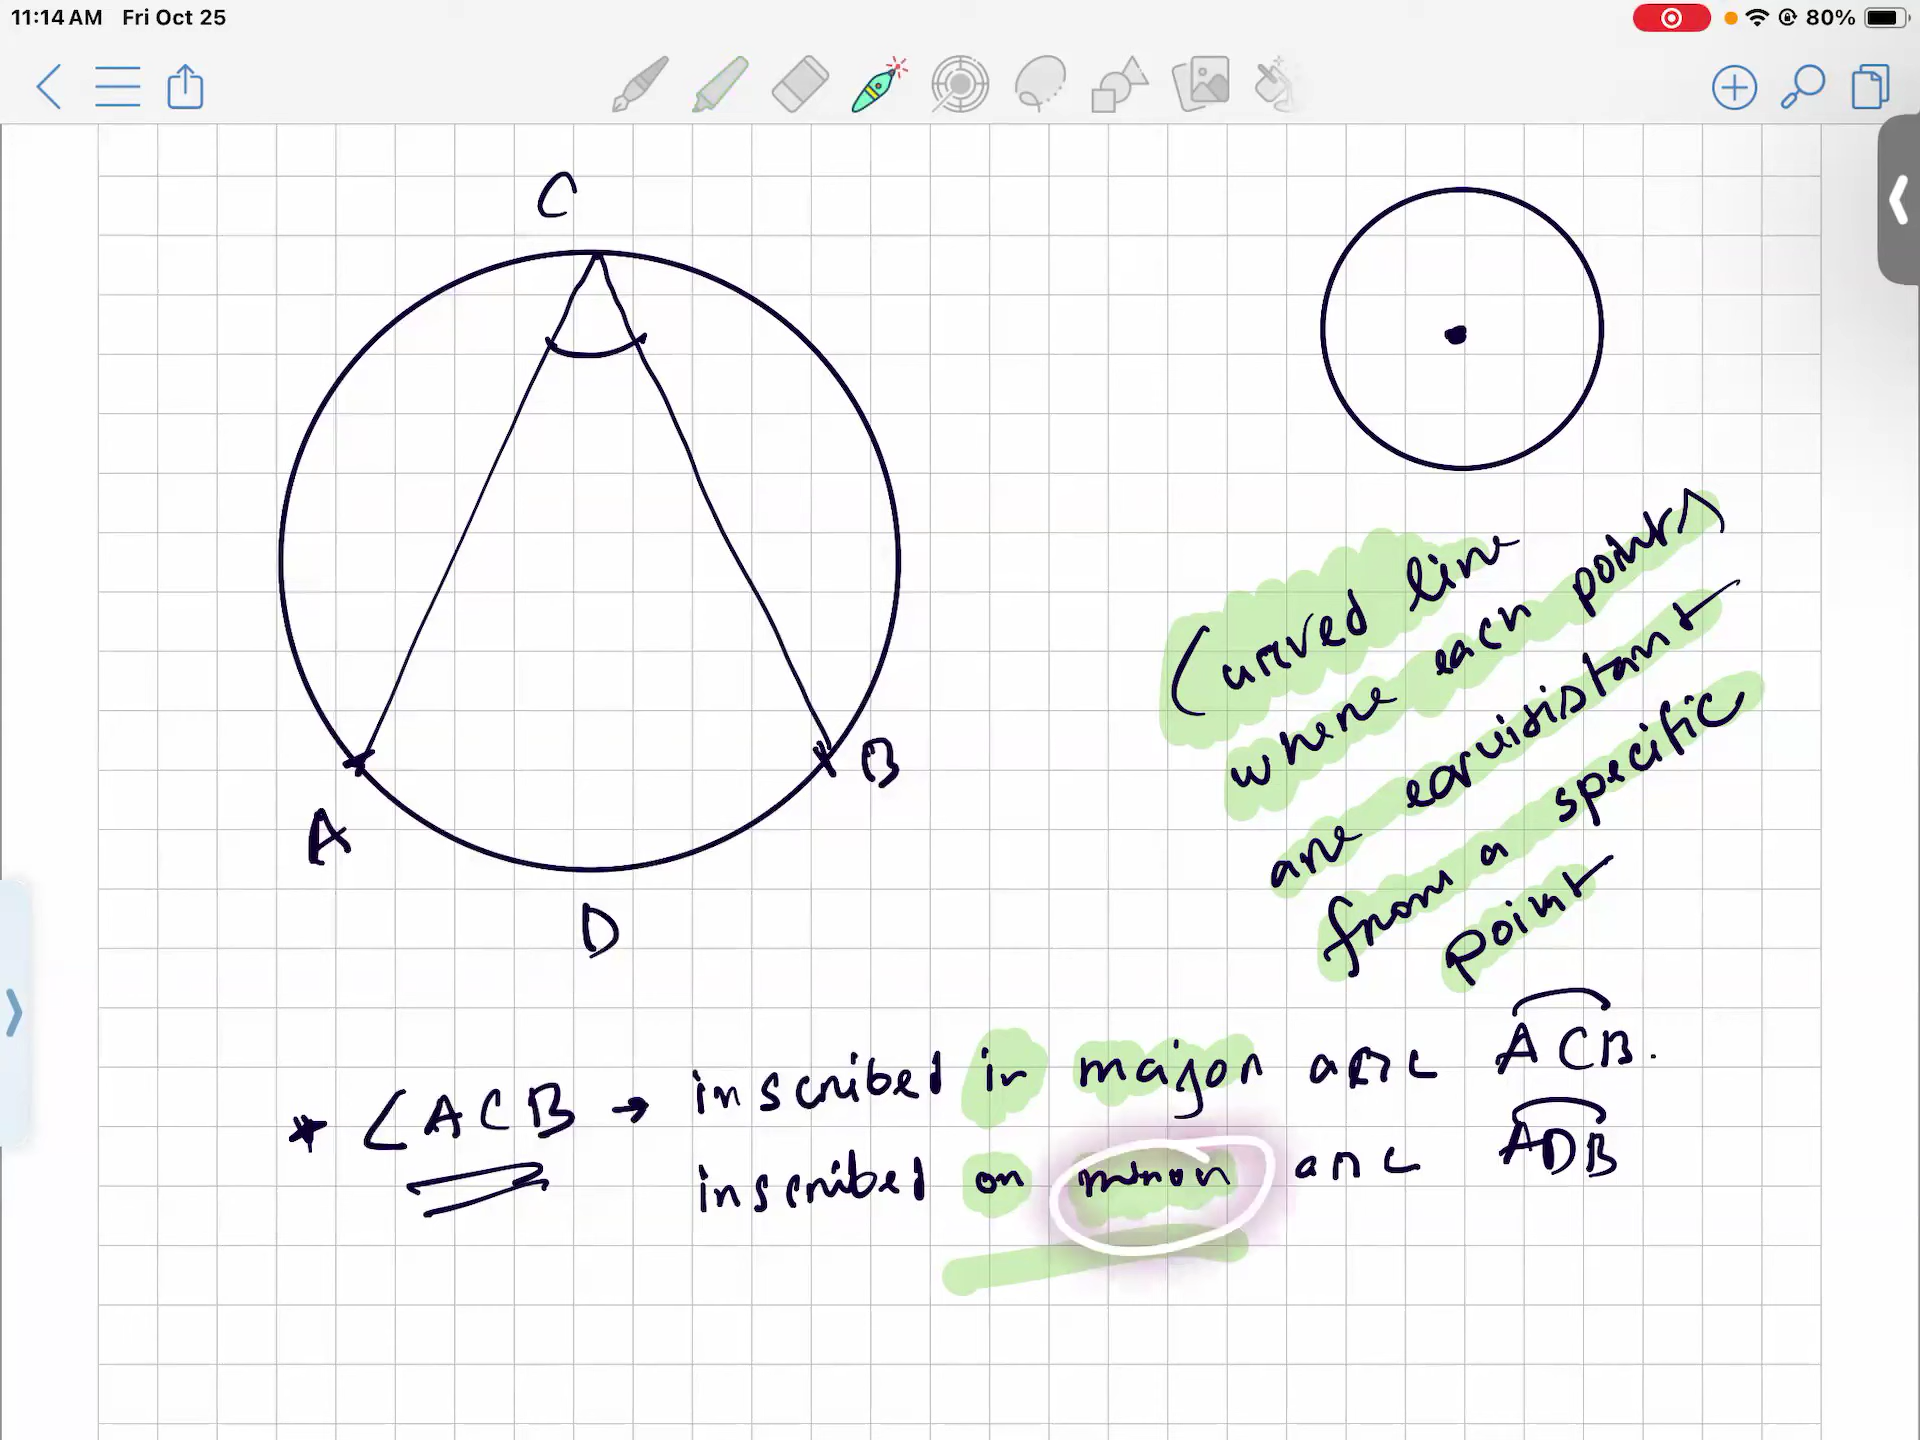 11:14 AM Fri Oct 25
80%
C
A
B
D
Curved line
where each points
are equidistant
from a specific
point
* ∠ACB → inscribed in major arc ACB.
inscribed on minor arc ADB